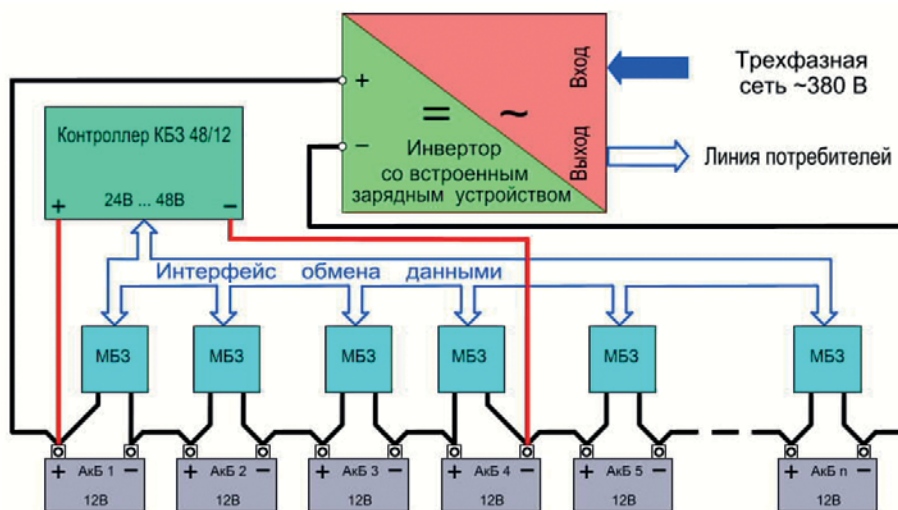 +
−
=
~
Инвертор
со встроенным
зарядным устройством
Вход
Выход
Трехфазная
сеть ~380 В
Линия потребителей
Контроллер КБЗ 48/12
24В ... 48В
+ −
Интерфейс обмена данными
МБЗ МБЗ МБЗ МБЗ МБЗ МБЗ
+ АкБ 1 − + АкБ 2 − + АкБ 3 − + АкБ 4 − + АкБ 5 − + АкБ n −
12В 12В 12В 12В 12В 12В